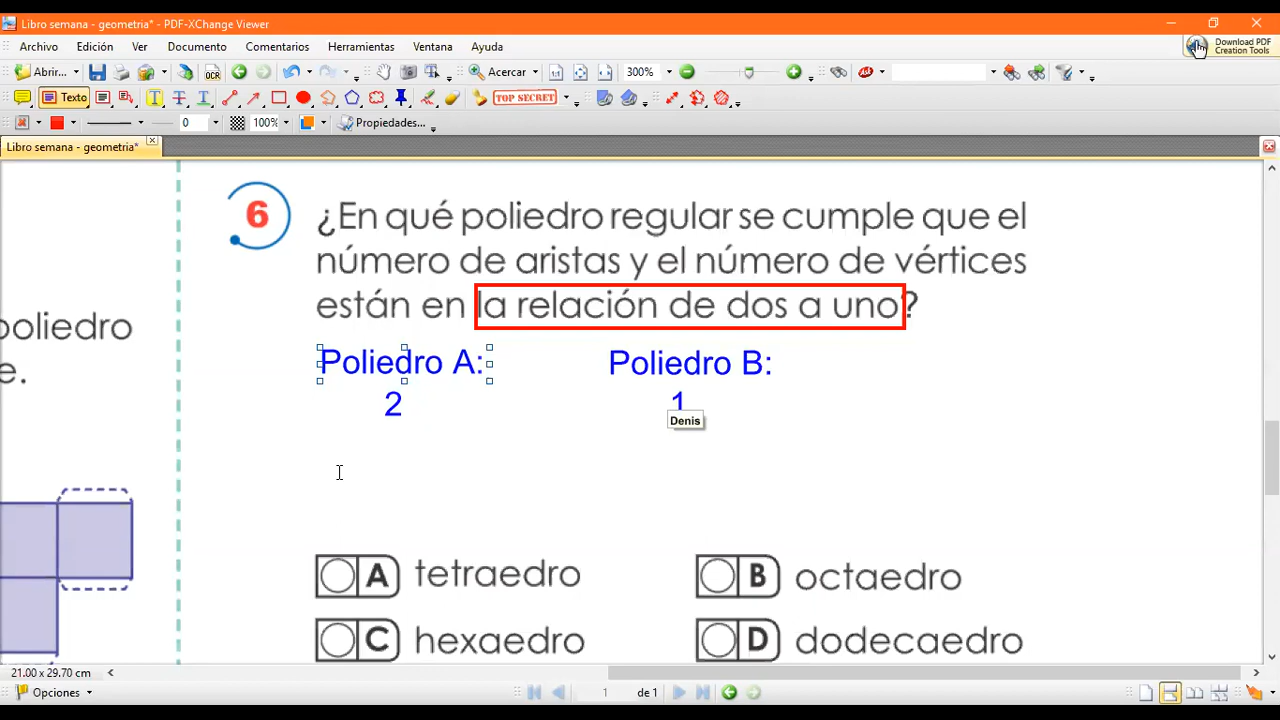 Libro semana - geometria* - PDF-XChange Viewer
Archivo Edición Ver Documento Comentarios Herramientas Ventana Ayuda
Download PDF
Creation Tools
Abrir... OCR Acercar 300%
Texto TOP SECRET
0 100% Propiedades...
Libro semana - geometria*
6
¿En qué poliedro regular se cumple que el
número de aristas y el número de vértices
están en la relación de dos a uno?
poliedro
e.
Poliedro A: Poliedro B:
2 1
Denis
A tetraedro B octaedro
C hexaedro D dodecaedro
21.00 x 29.70 cm
Opciones 1 de 1